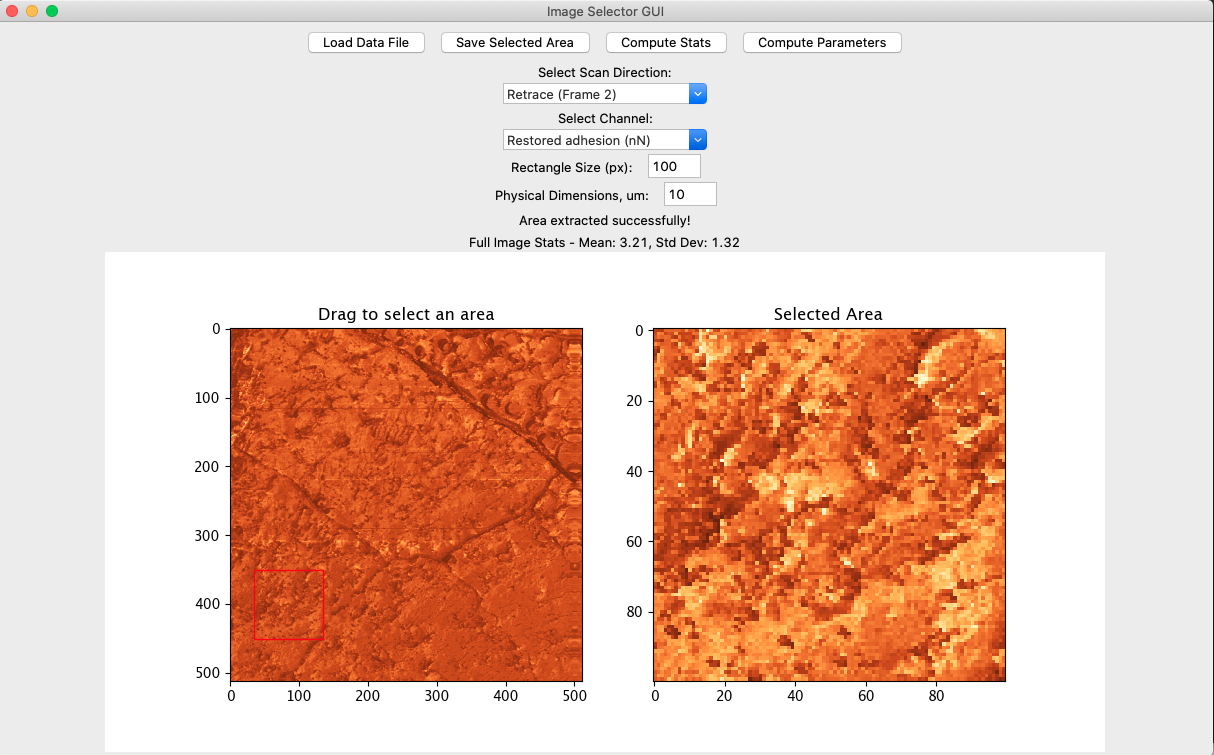 Image Selector GUI
Load Data File Save Selected Area Compute Stats Compute Parameters
Select Scan Direction:
Retrace (Frame 2)
Select Channel:
Restored adhesion (nN)
Rectangle Size (px): 100
Physical Dimensions, um: 10
Area extracted successfully!
Full Image Stats - Mean: 3.21, Std Dev: 1.32
Drag to select an area
0
100
200
300
400
500
0 100 200 300 400 500
Selected Area
0
20
40
60
80
0 20 40 60 80